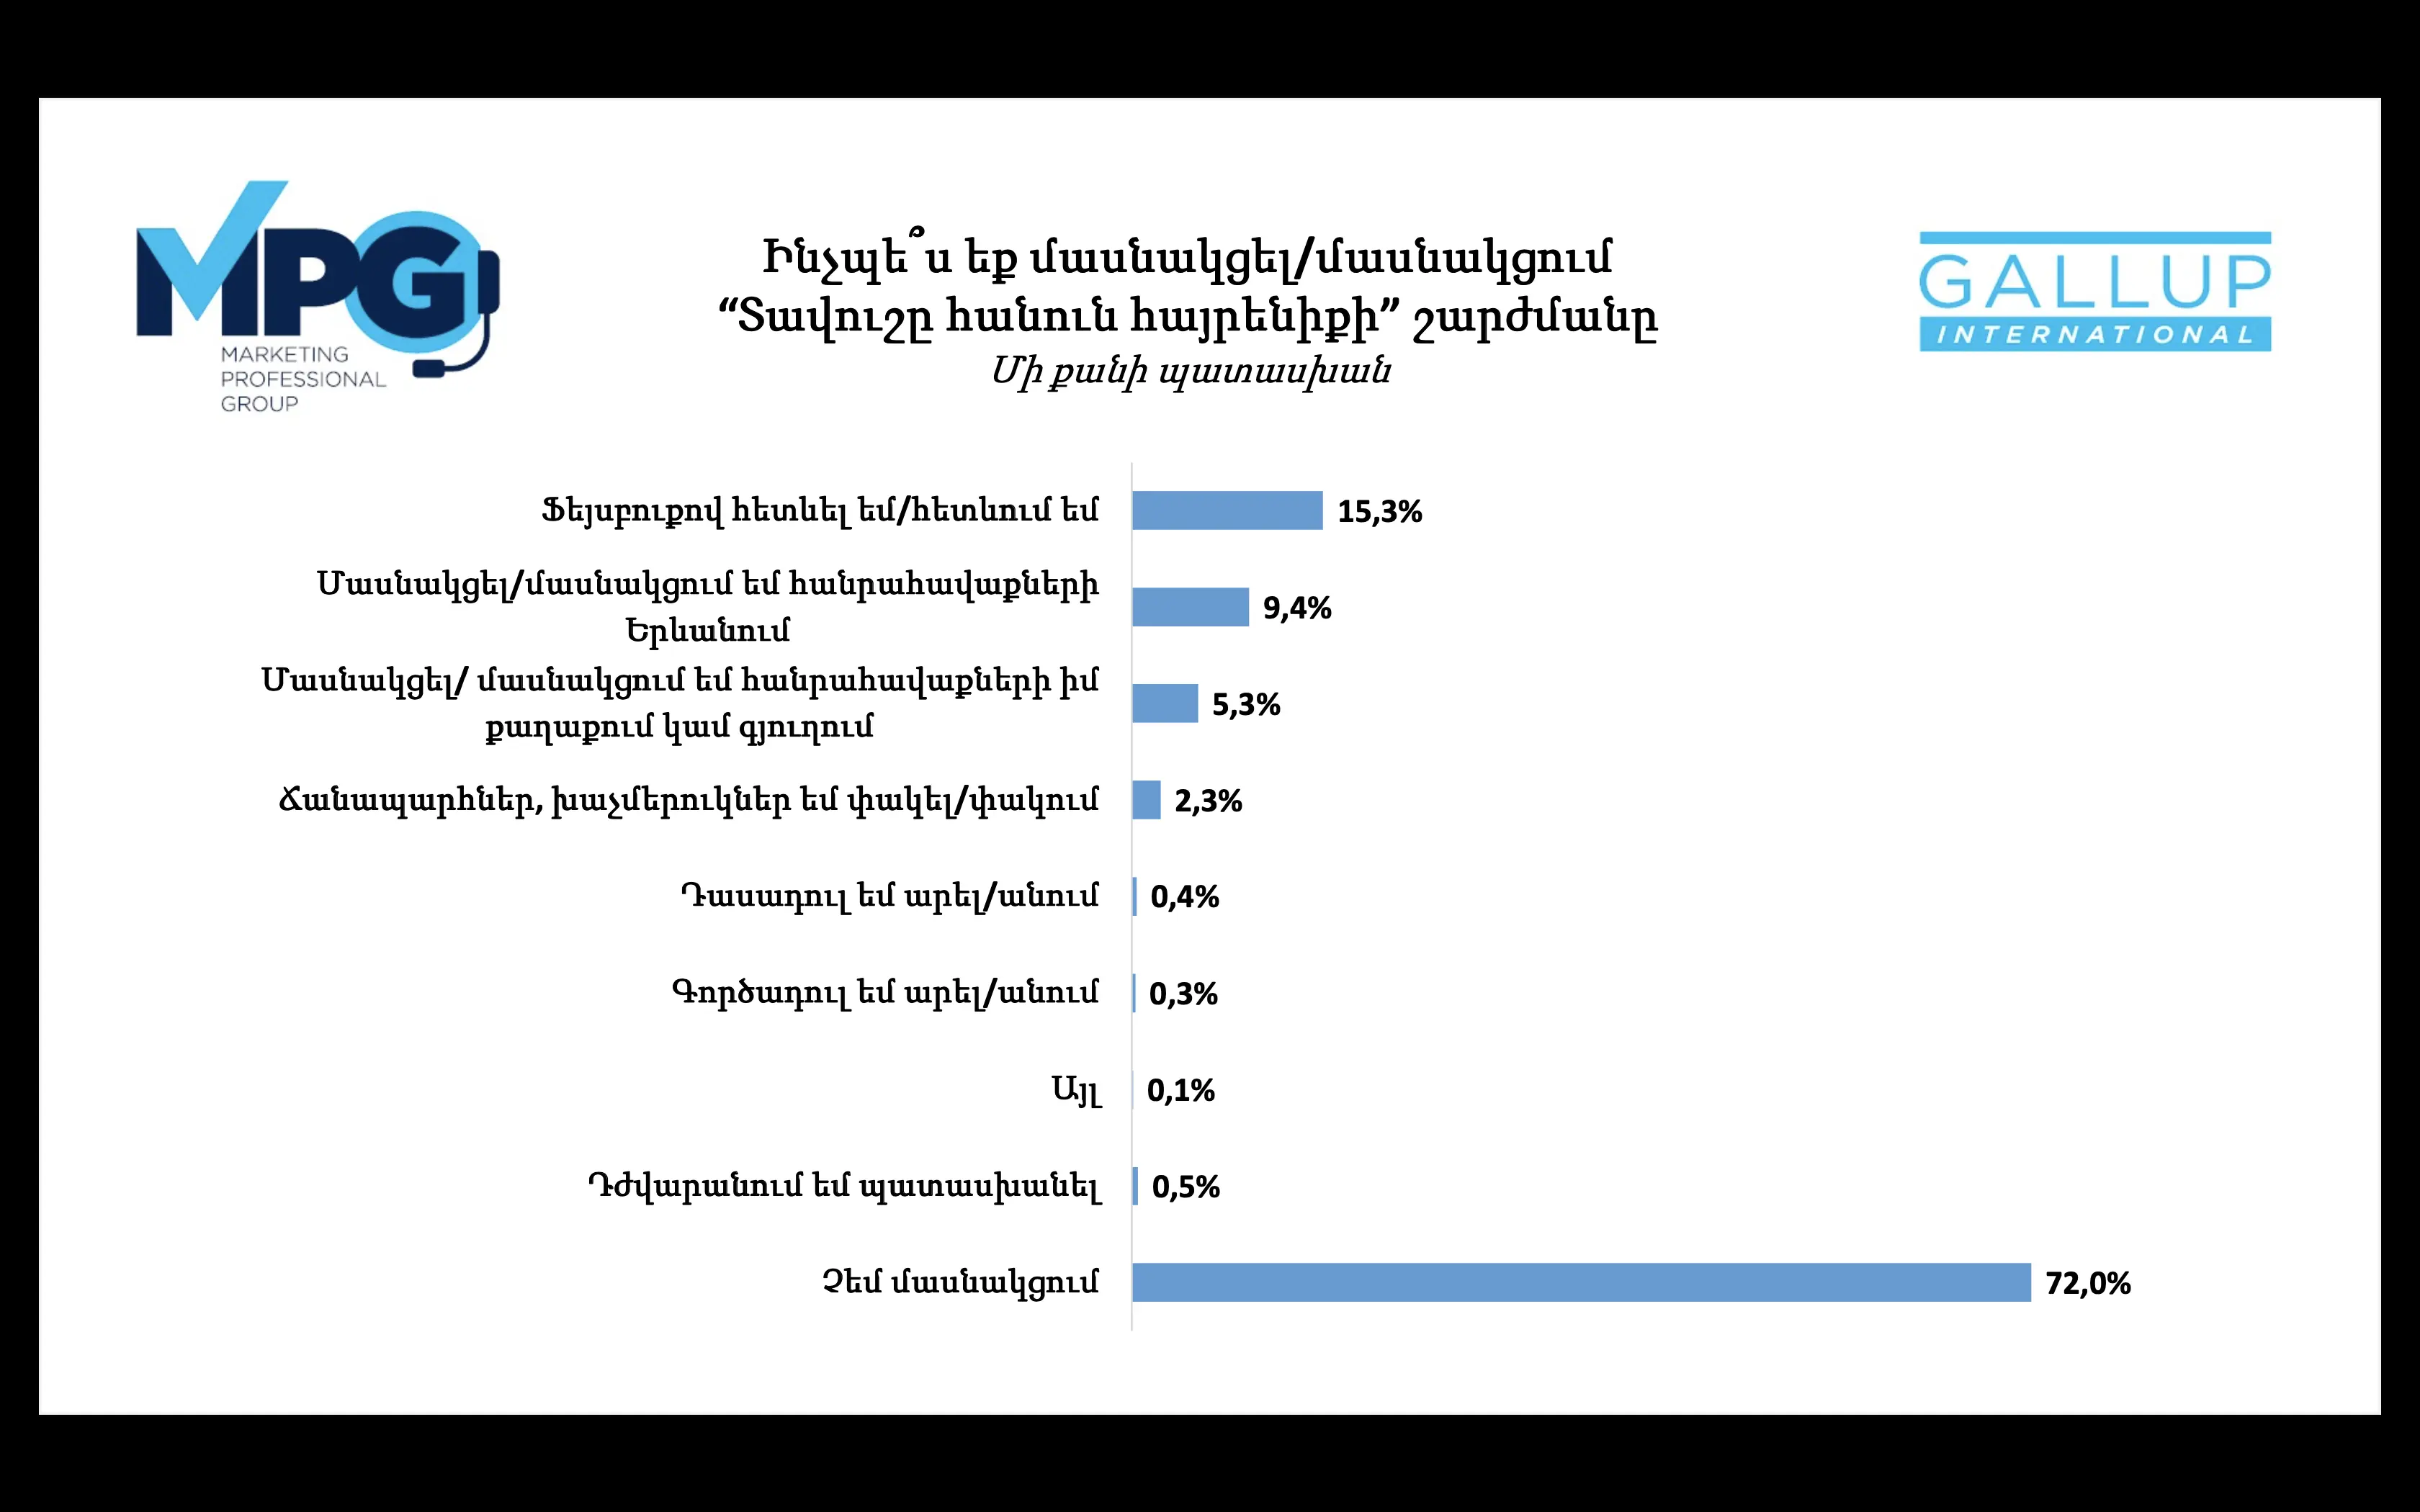 MPG
MARKETING
PROFESSIONAL
GROUP
Ինչպե՞ս եք մասնակցել/մասնակցում
“Տավուշը հանուն հայրենիքի” շարժմանը
Մի քանի պատասխան
GALLUP
INTERNATIONAL
Ֆեյսբուքով հետևել եմ/հետևում եմ
15,3%
Մասնակցել/մասնակցում եմ հանրահավաքների
Երևանում
9,4%
Մասնակցել/ մասնակցում եմ հանրահավաքների իմ
քաղաքում կամ գյուղում
5,3%
Ճանապարհներ, խաչմերուկներ եմ փակել/փակում
2,3%
Դասադուլ եմ արել/անում
0,4%
Գործադուլ եմ արել/անում
0,3%
Այլ
0,1%
Դժվարանում եմ պատասխանել
0,5%
Չեմ մասնակցում
72,0%